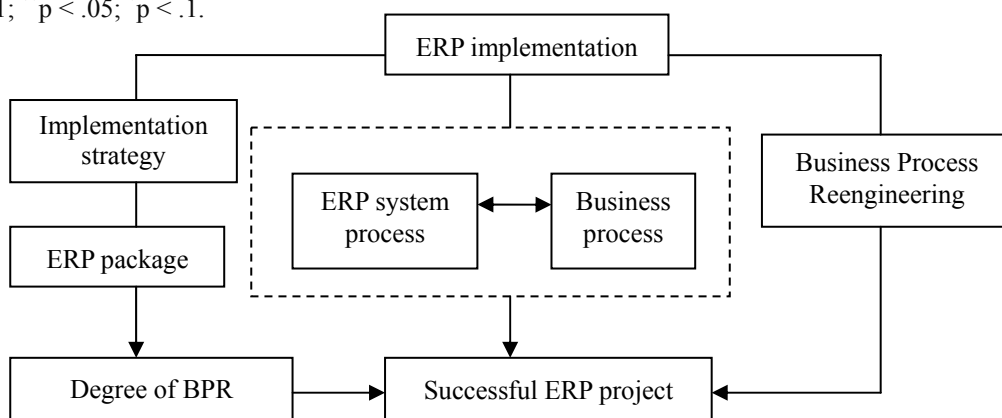 p < .05; p < .1.
ERP implementation
Implementation
strategy
ERP package
Degree of BPR
ERP system
process
Business
process
Successful ERP project
Business Process
Reengineering